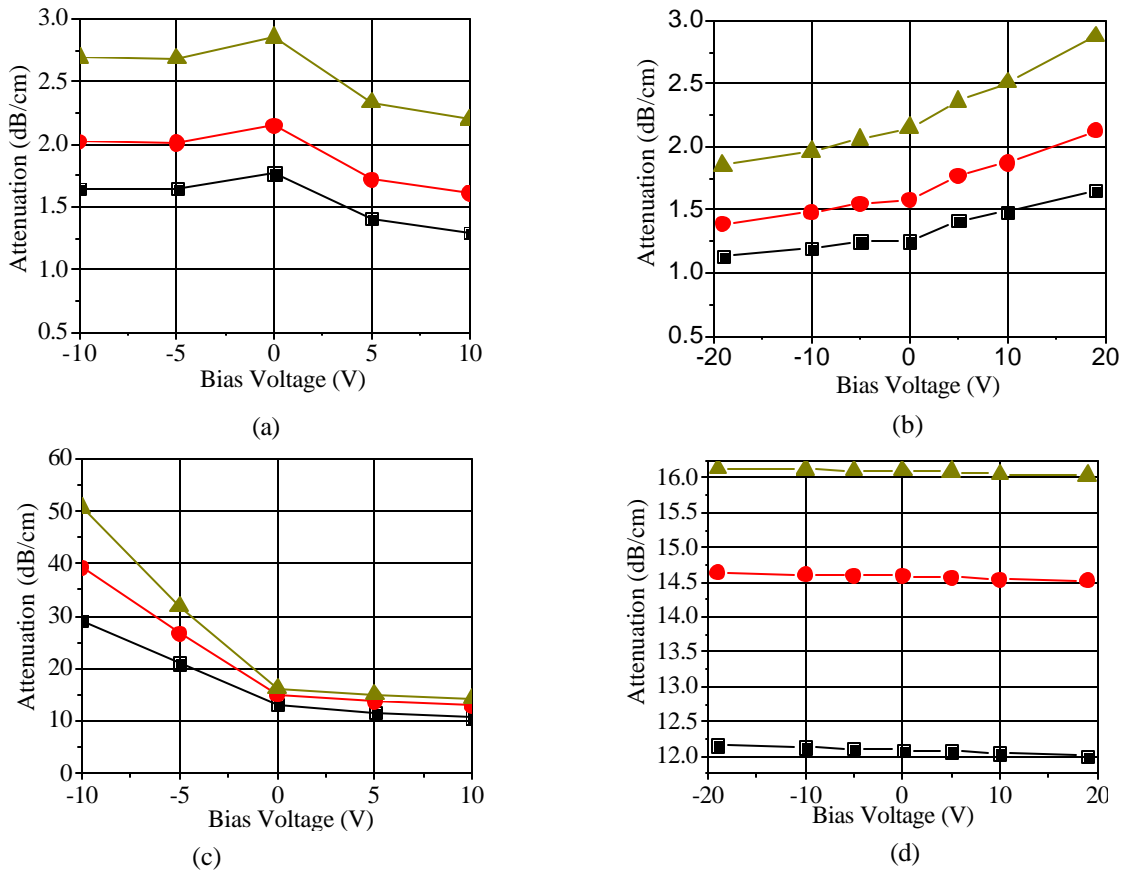 3.0
2.5
2.0
1.5
1.0
0.5
Attenuation (dB/cm)
-10 -5 0 5 10
Bias Voltage (V)
(a)
3.0
2.5
2.0
1.5
1.0
0.5
Attenuation (dB/cm)
-20 -10 0 10 20
Bias Voltage (V)
(b)
60
50
40
30
20
10
0
Attenuation (dB/cm)
-10 -5 0 5 10
Bias Voltage (V)
(c)
16.0
15.5
15.0
14.5
14.0
13.5
13.0
12.5
12.0
Attenuation (dB/cm)
-20 -10 0 10 20
Bias Voltage (V)
(d)